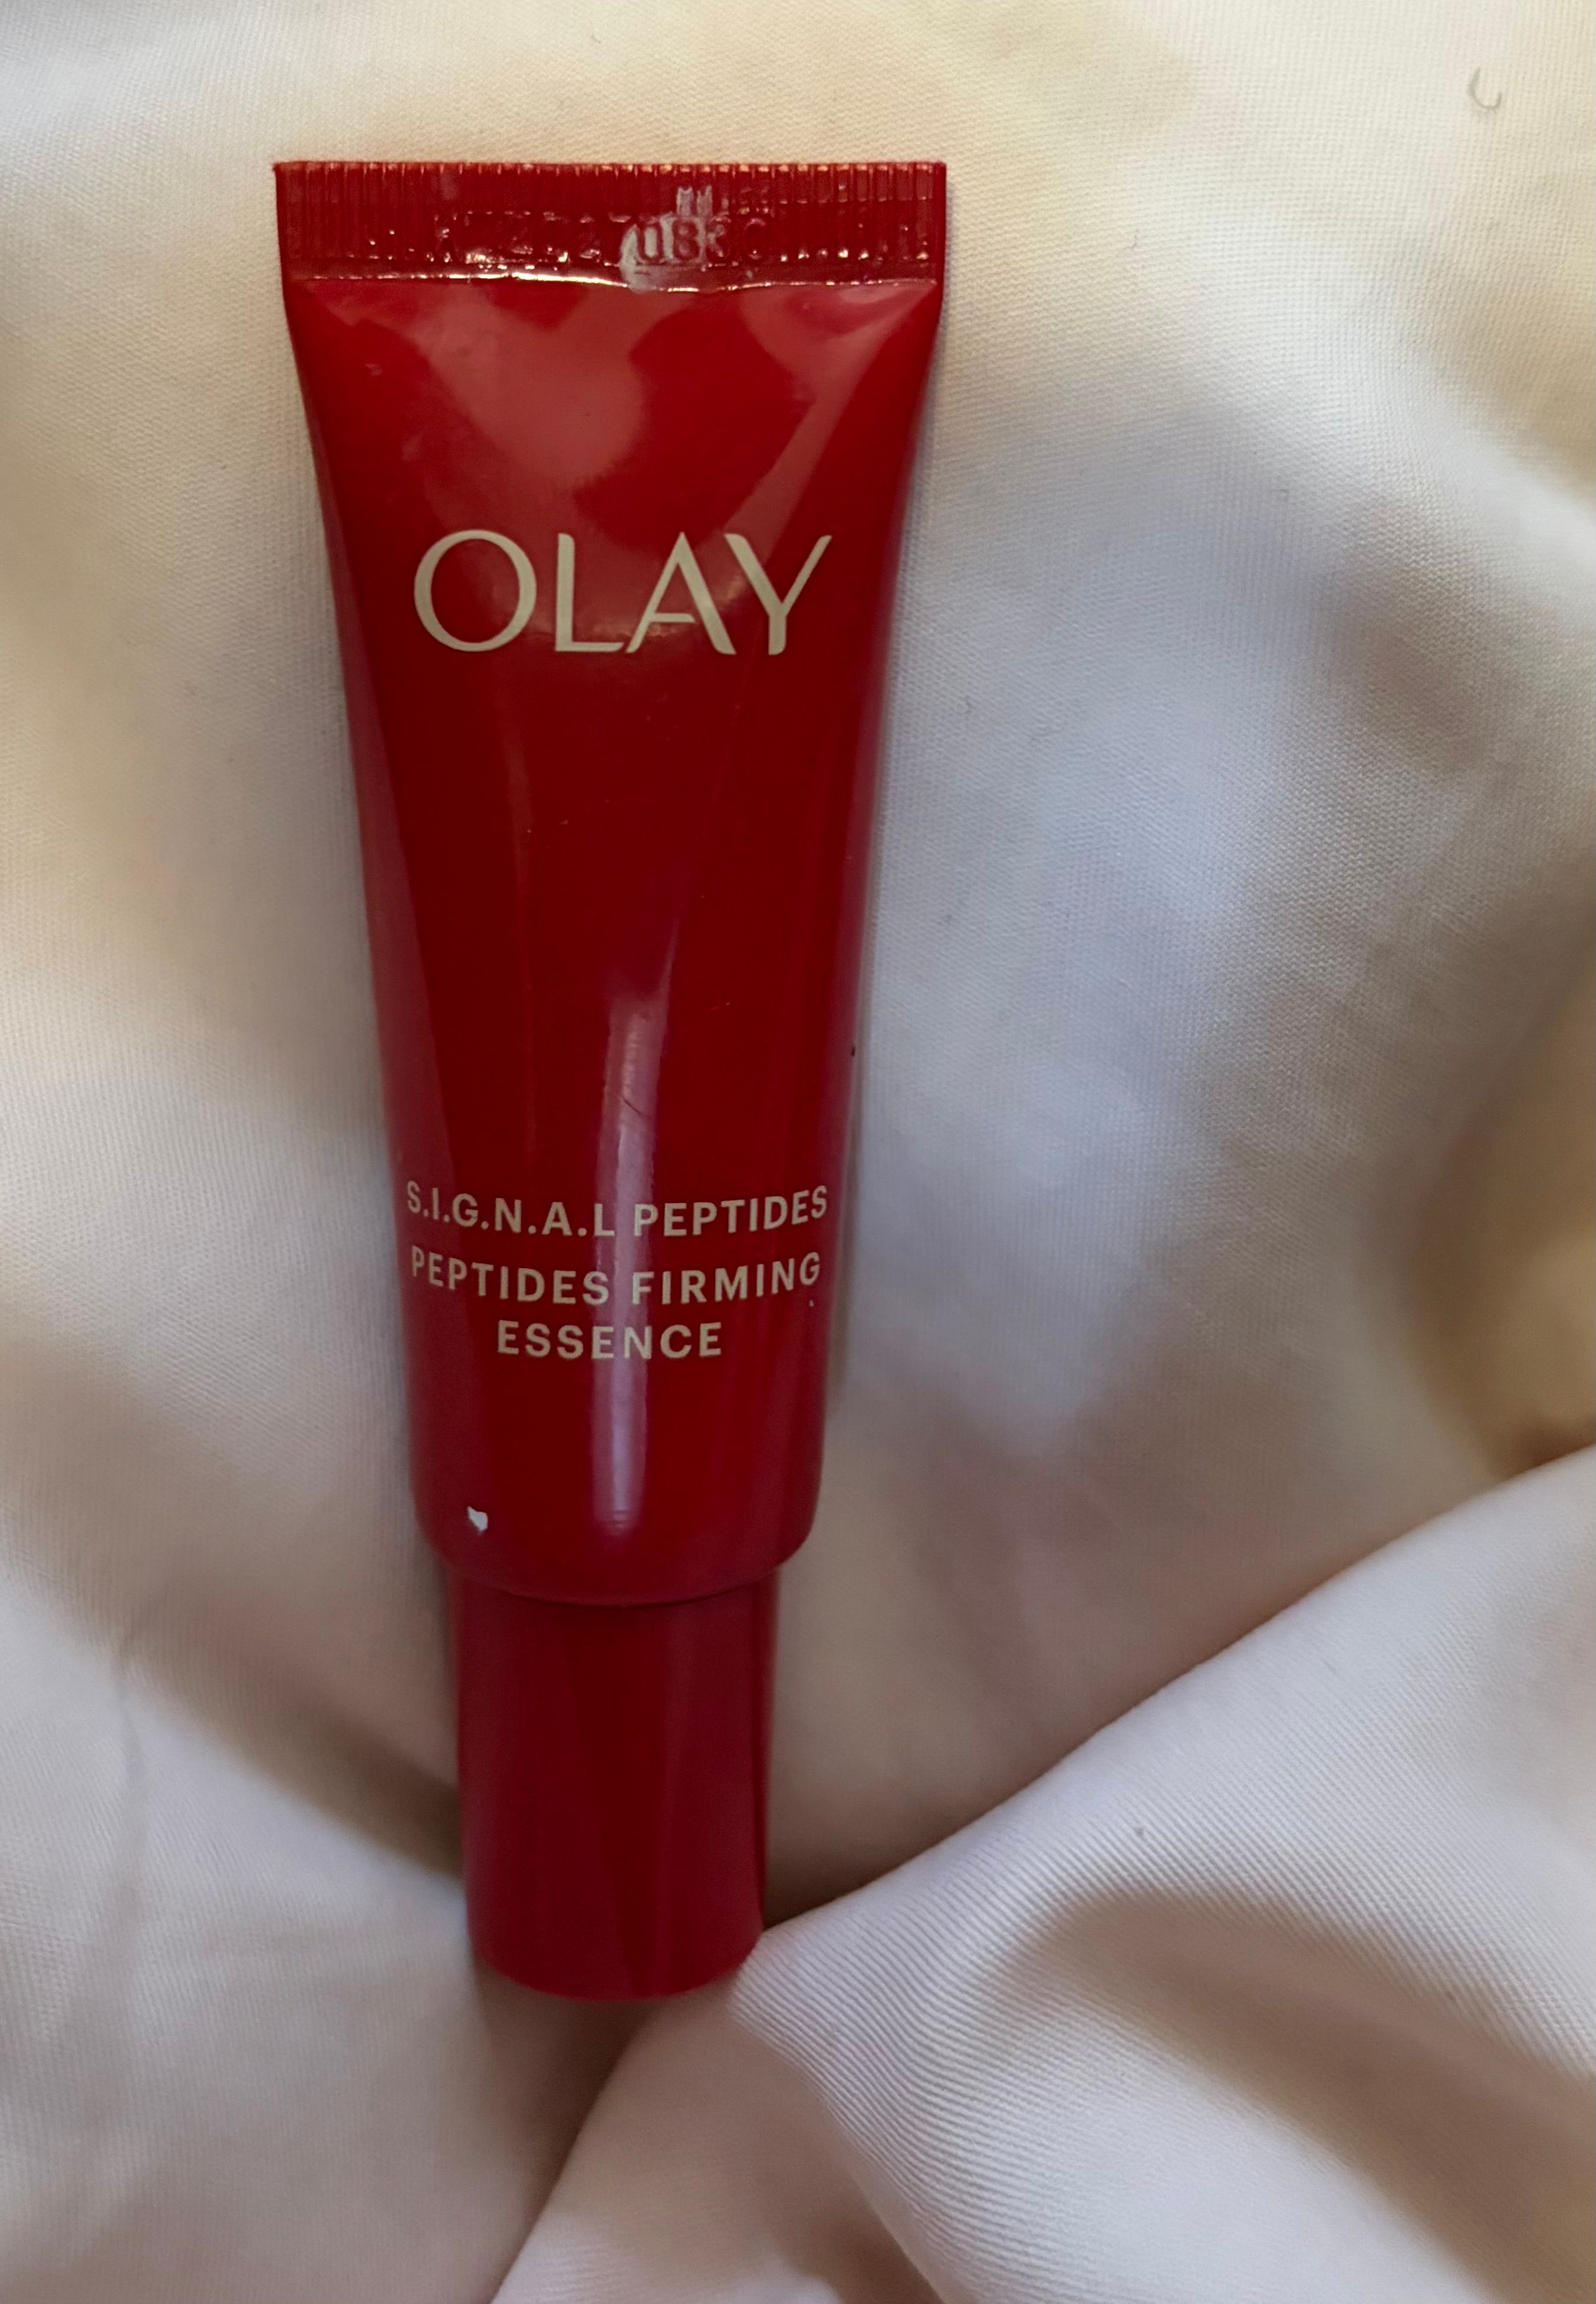 OLAY
S.I.G.N.A.L PEPTIDES
PEPTIDES FIRMING
ESSENCE